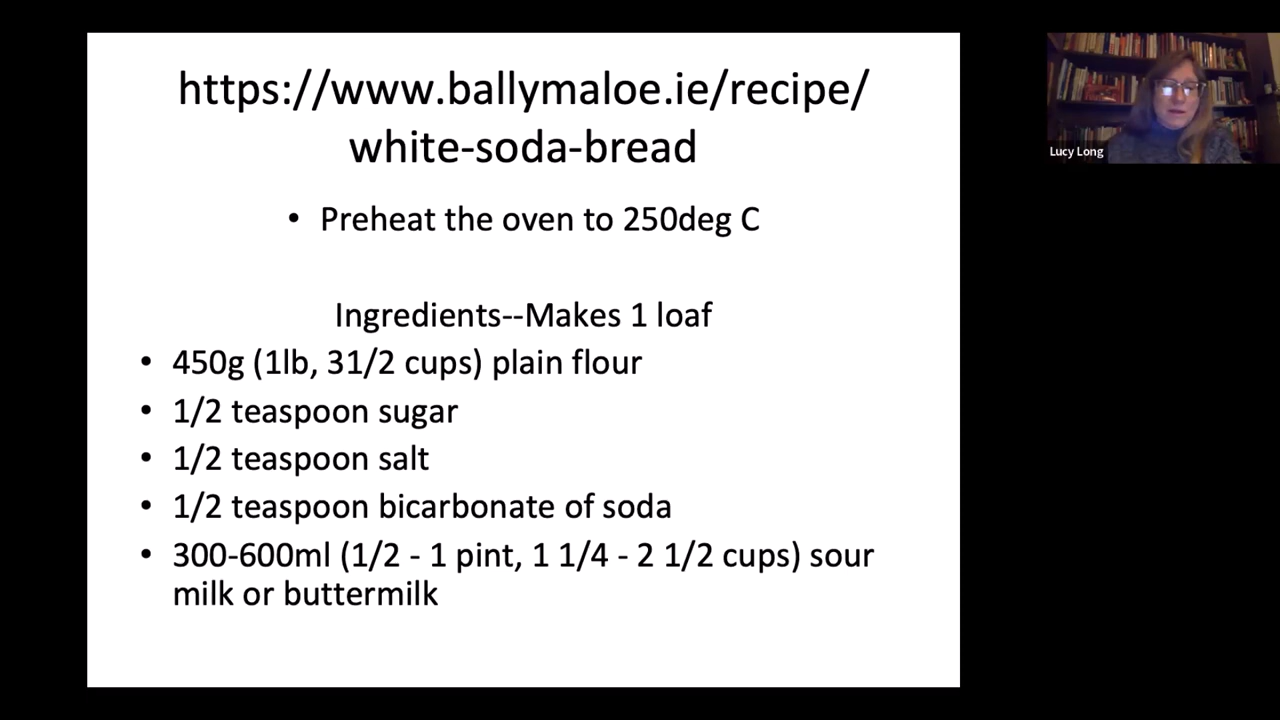 https://www.ballymaloe.ie/recipe/
white-soda-bread
• Preheat the oven to 250deg C
Ingredients--Makes 1 loaf
• 450g (1lb, 31/2 cups) plain flour
• 1/2 teaspoon sugar
• 1/2 teaspoon salt
• 1/2 teaspoon bicarbonate of soda
• 300-600ml (1/2 - 1 pint, 1 1/4 - 2 1/2 cups) sour
milk or buttermilk
Lucy Long